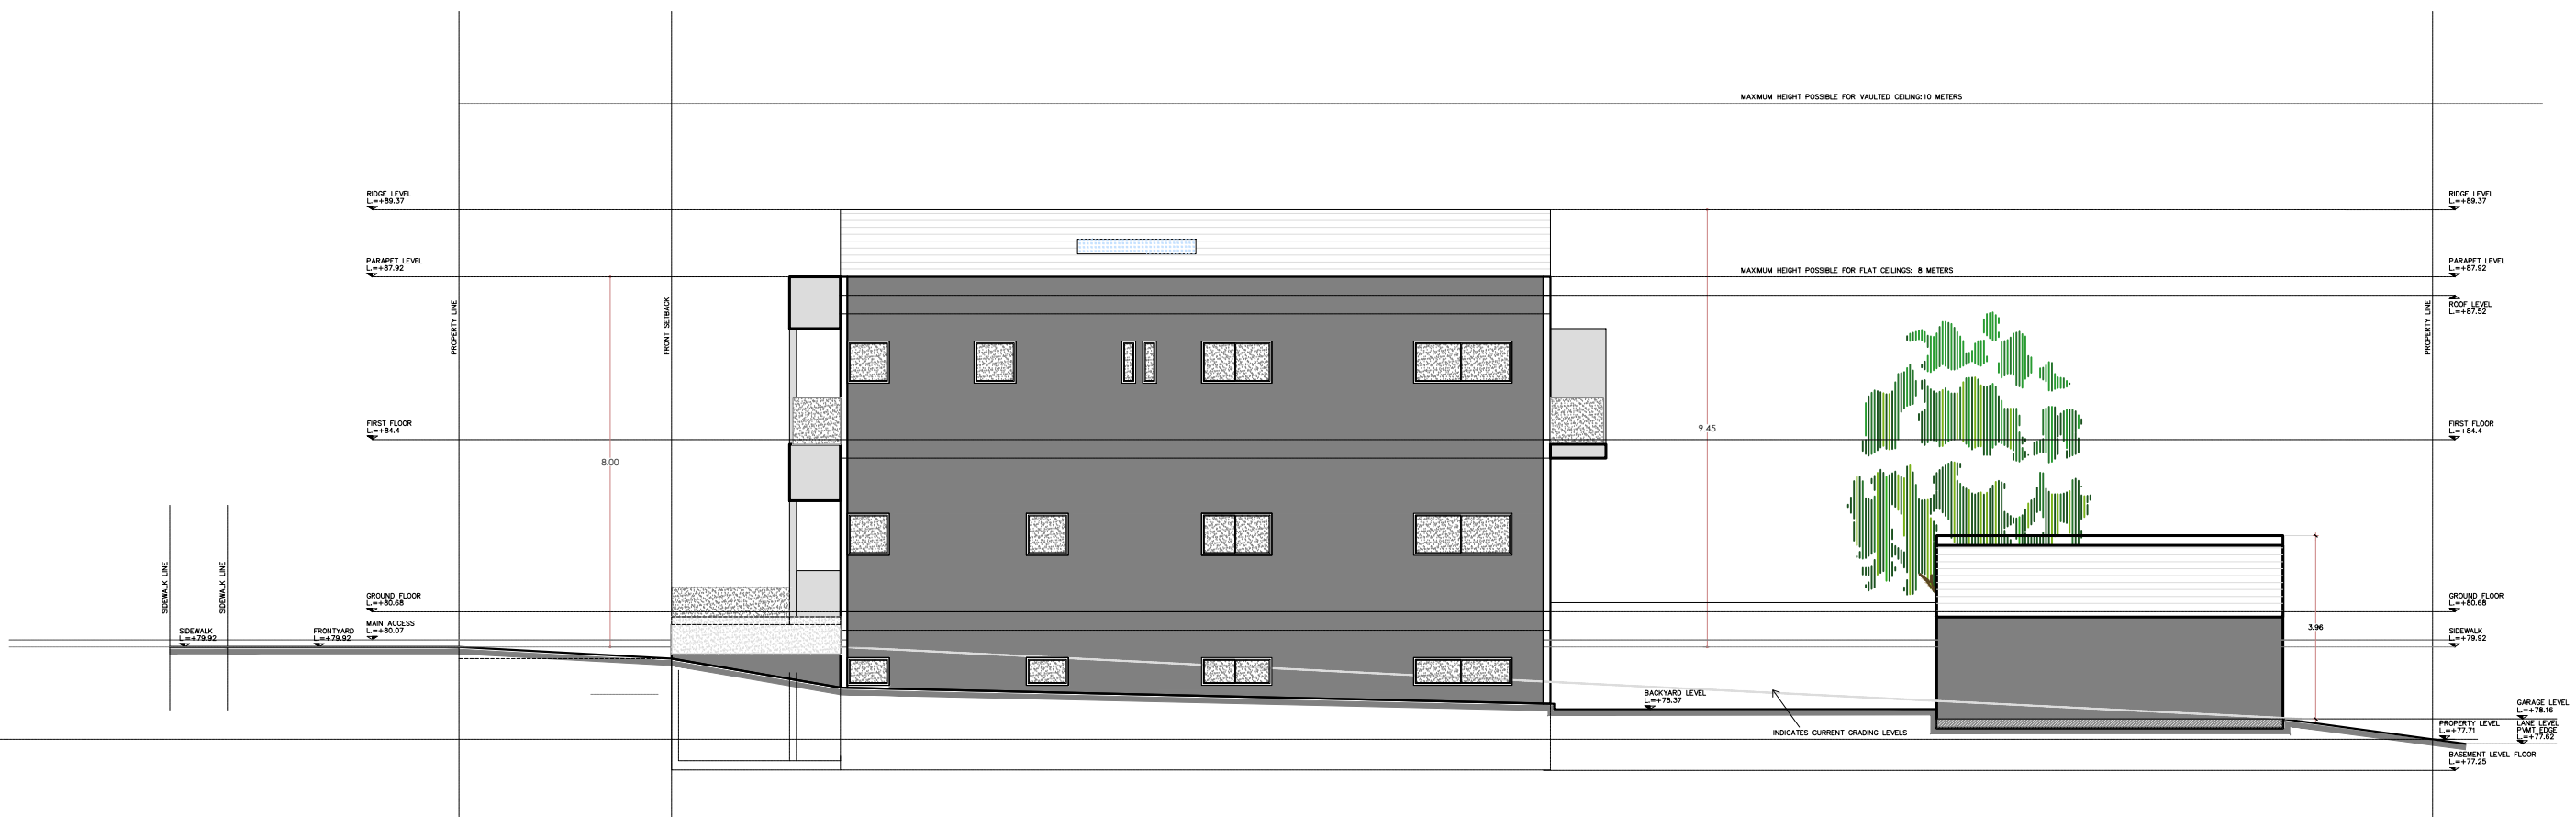 MAXIMUM HEIGHT POSSIBLE FOR VAULTED CEILING:10 METERS
RIDGE LEVEL
L.=+89.37
RIDGE LEVEL
L.=+89.37
PARAPET LEVEL
L.=+87.92
MAXIMUM HEIGHT POSSIBLE FOR FLAT CEILINGS: 8 METERS
PARAPET LEVEL
L.=+87.92
ROOF LEVEL
L.=+87.52
PROPERTY LINE
FRONT SETBACK
PROPERTY LINE
FIRST FLOOR
L.=+84.4
9.45
FIRST FLOOR
L.=+84.4
8.00
SIDEWALK LINE
SIDEWALK LINE
GROUND FLOOR
L.=+80.68
GROUND FLOOR
L.=+80.68
MAIN ACCESS
L.=+80.07
SIDEWALK
L.=+79.92
FRONTYARD
L.=+79.92
3.96
SIDEWALK
L.=+79.92
BACKYARD LEVEL
L.=+78.37
INDICATES CURRENT GRADING LEVELS
GARAGE LEVEL
L.=+78.16
PROPERTY LEVEL
L.=+77.71
LANE LEVEL
PVMT EDGE
L.=+77.62
BASEMENT LEVEL FLOOR
L.=+77.25